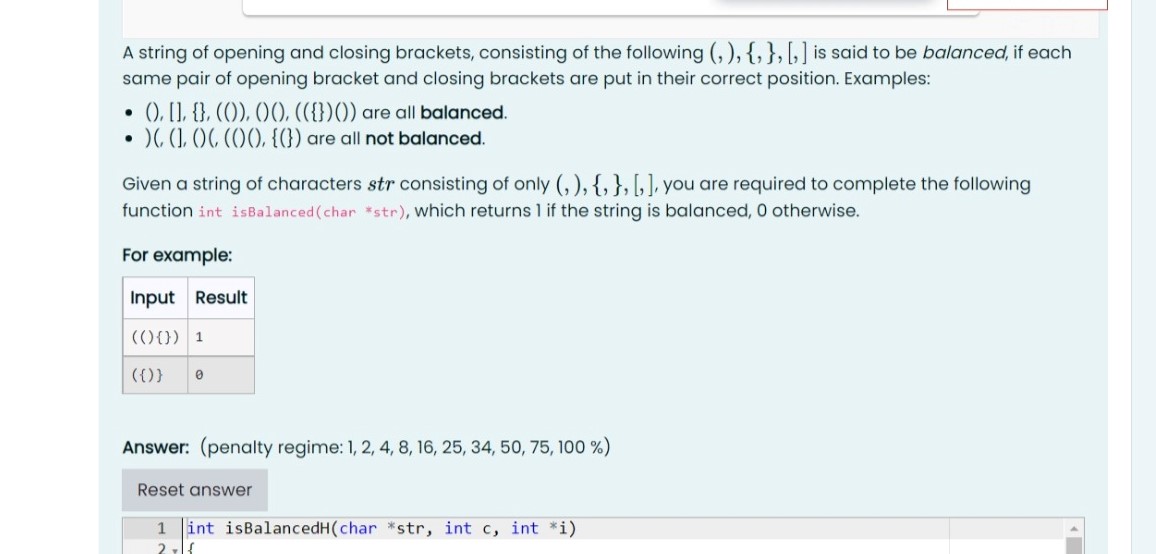 A string of opening and closing brackets, consisting of the following (, ), {, }, [, ] is said to be balanced, if each
same pair of opening bracket and closing brackets are put in their correct position. Examples:
• (), [], {}, (()), ()(), (({})()) are all balanced.
• )(, (], ()(, (()(), {(}) are all not balanced.
Given a string of characters str consisting of only (, ), {, }, [, ], you are required to complete the following
function int isBalanced(char *str), which returns 1 if the string is balanced, 0 otherwise.
For example:
Input Result
((){}) 1
({)} 0
Answer: (penalty regime: 1, 2, 4, 8, 16, 25, 34, 50, 75, 100 %)
Reset answer
1 int isBalancedH(char *str, int c, int *i)
2 {